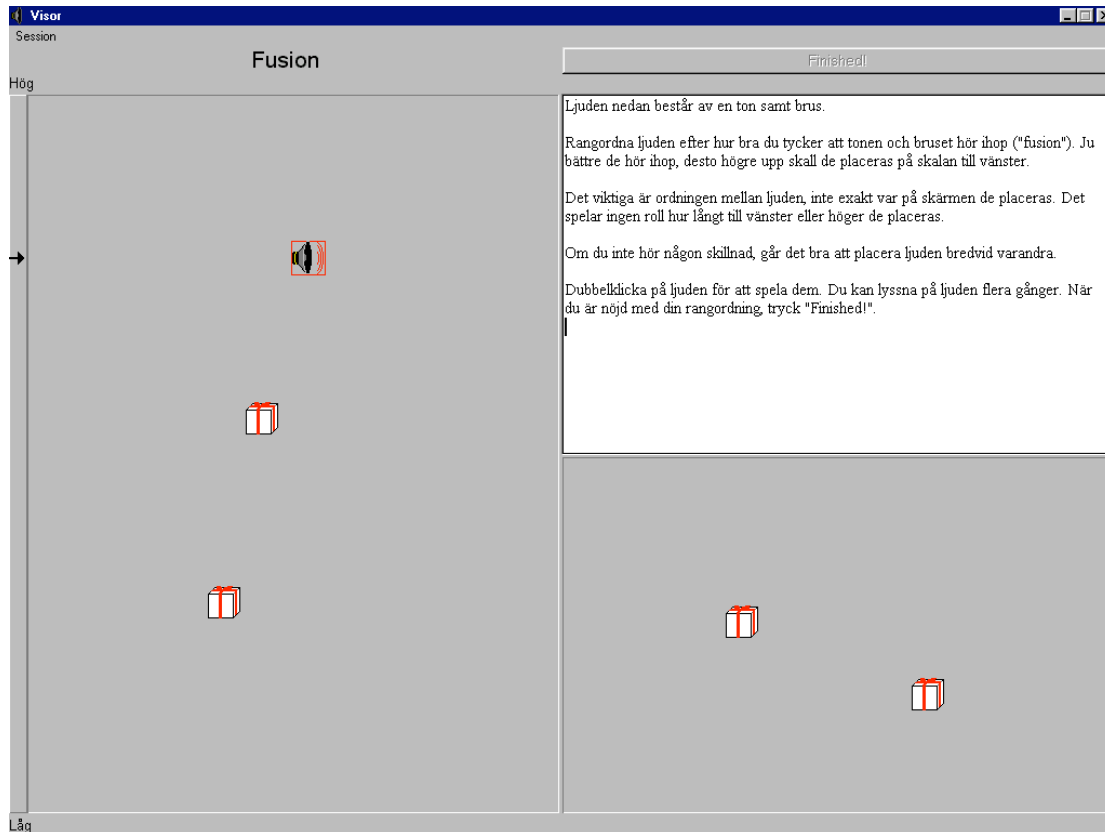 Visor
Session
Fusion
Finished!
Hög
Ljuden nedan består av en ton samt brus.
Rangordna ljuden efter hur bra du tycker att tonen och bruset hör ihop ("fusion"). Ju
bättre de hör ihop, desto högre upp skall de placeras på skalan till vänster.
Det viktiga är ordningen mellan ljuden, inte exakt var på skärmen de placeras. Det
spelar ingen roll hur långt till vänster eller höger de placeras.
Om du inte hör någon skillnad, går det bra att placera ljuden bredvid varandra.
Dubbelklicka på ljuden för att spela dem. Du kan lyssna på ljuden flera gånger. När
du är nöjd med din rangordning, tryck "Finished!".
Låg